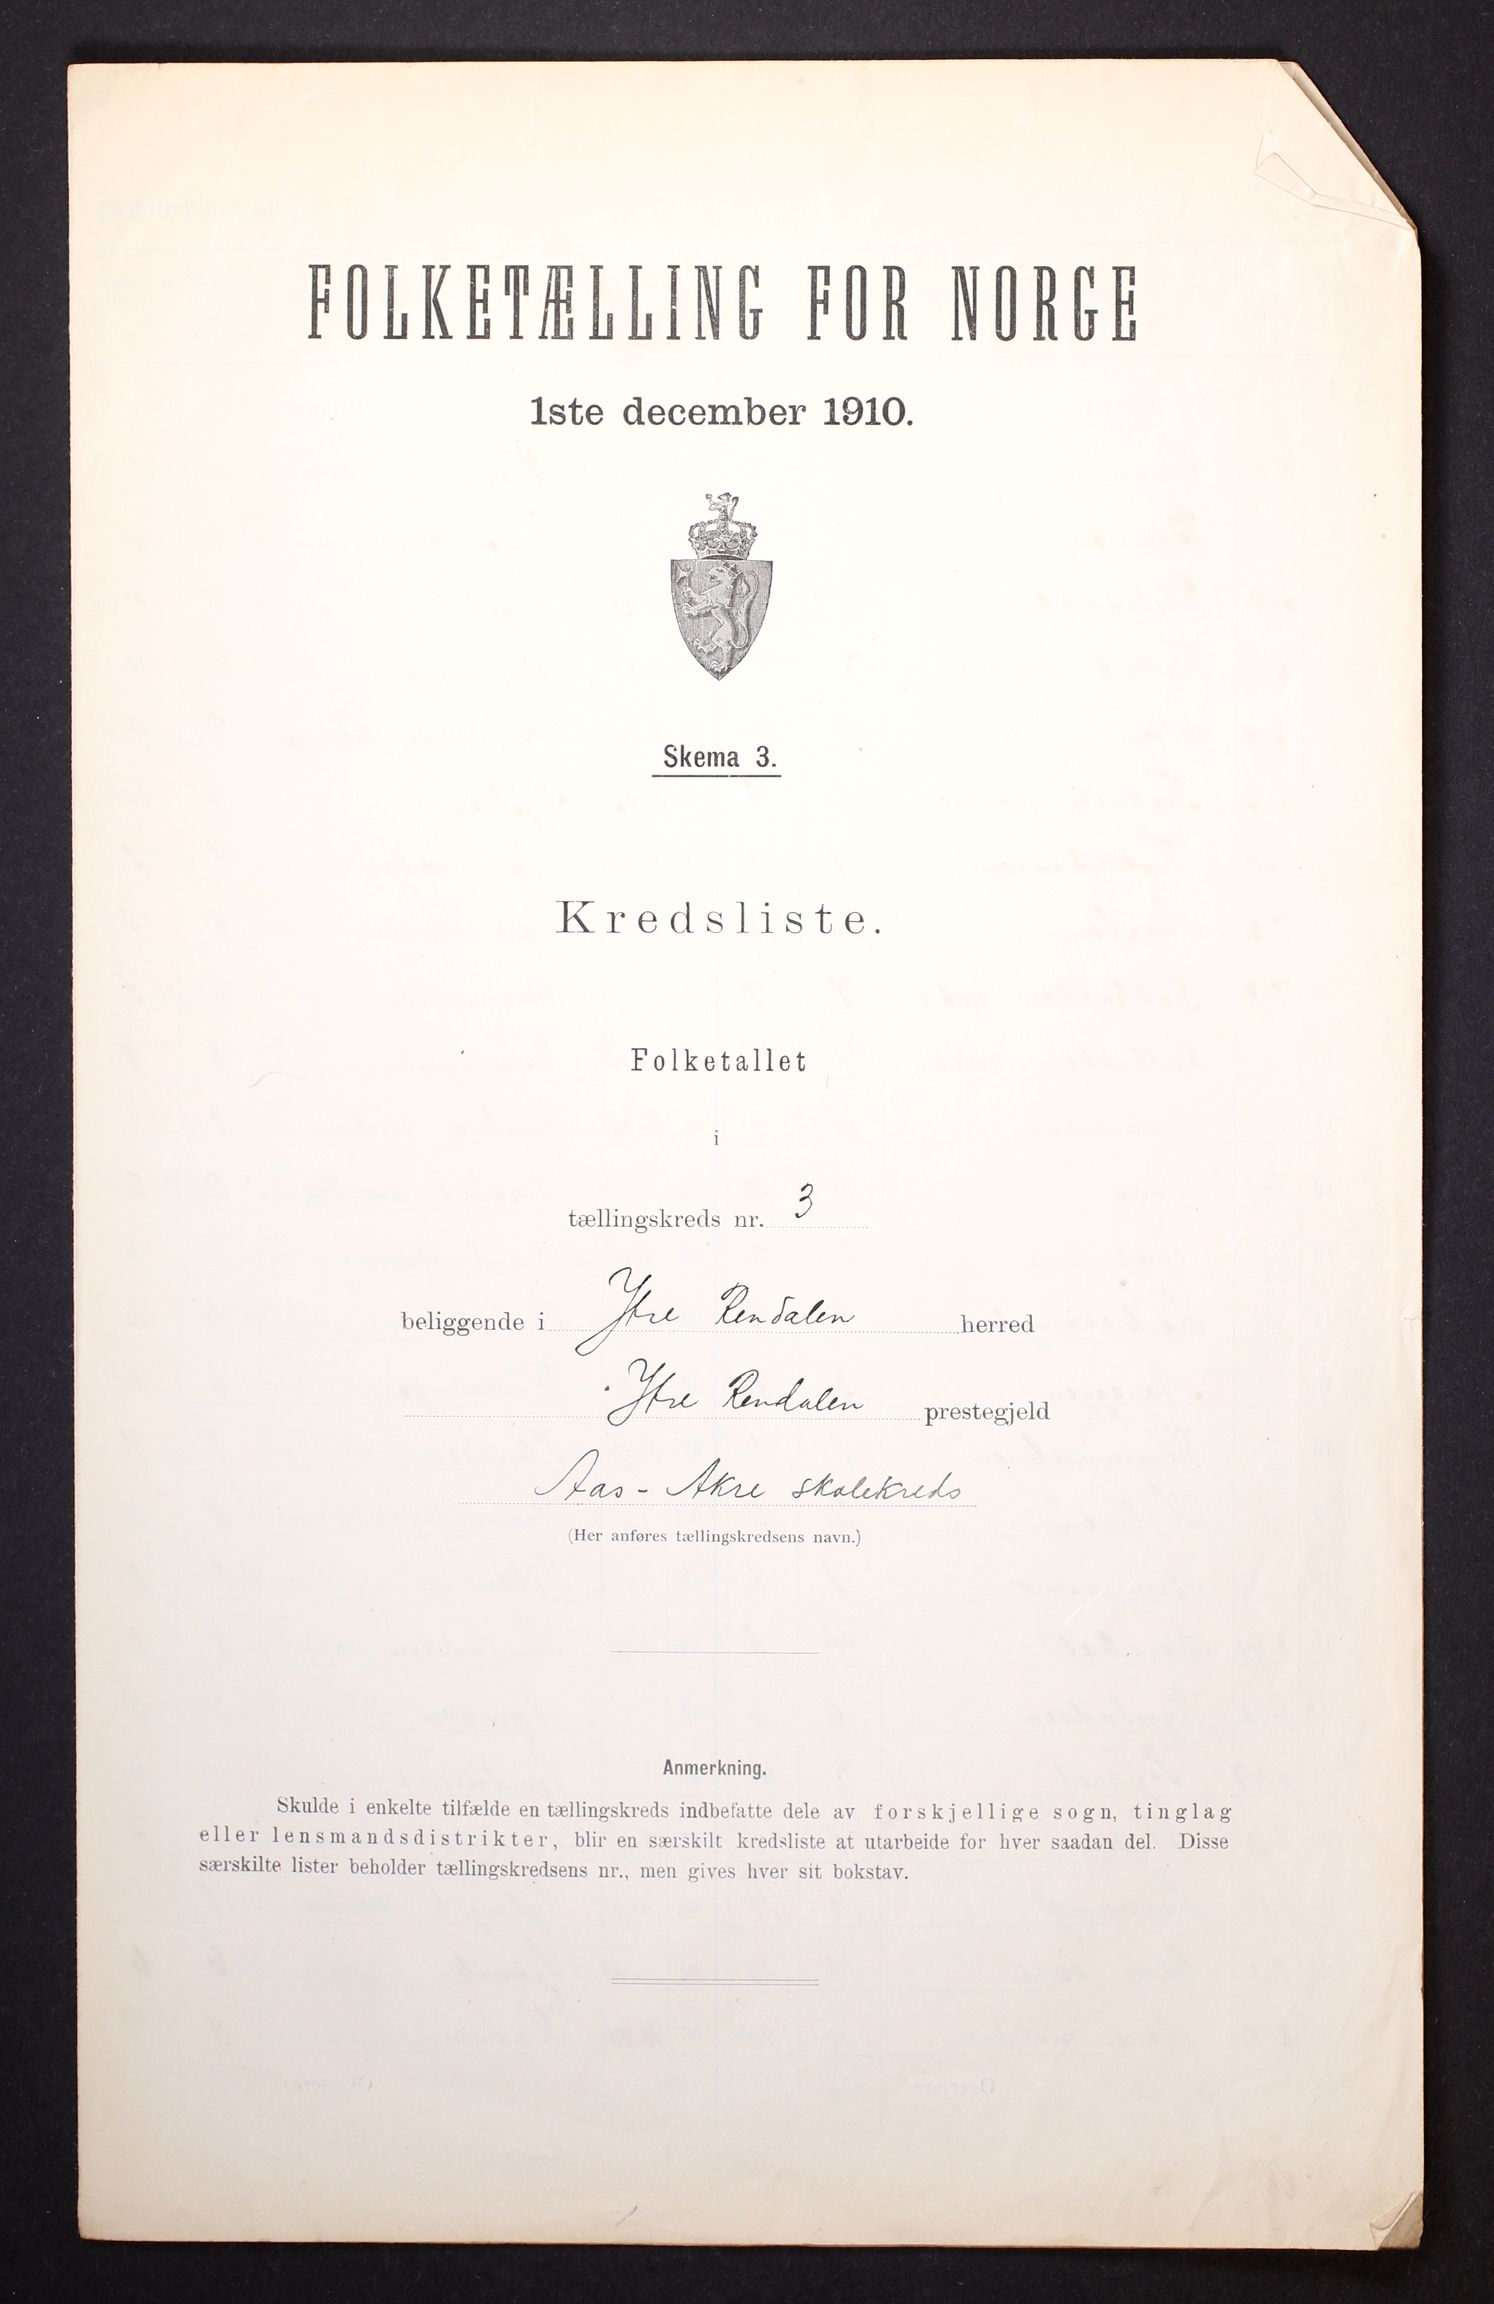 FOLKETÆLLING FOR NORGE
1ste december 1910.
Skema 3.
Kredsliste.
Folketallet
i
tællingskreds nr. 3
beliggende i Ytre Rendalen herred
Ytre Rendalen prestegjeld
Aas - Akre skolekreds
(Her anføres tællingskredsens navn.)
Anmerkning.
Skulde i enkelte tilfælde en tællingskreds indbefatte dele av forskjellige sogn, tinglag
eller lensmandsdistrikter, blir en særskilt kredsliste at utarbeide for hver saadan del. Disse
særskilte lister beholder tællingskredsens nr., men gives hver sit bokstav.